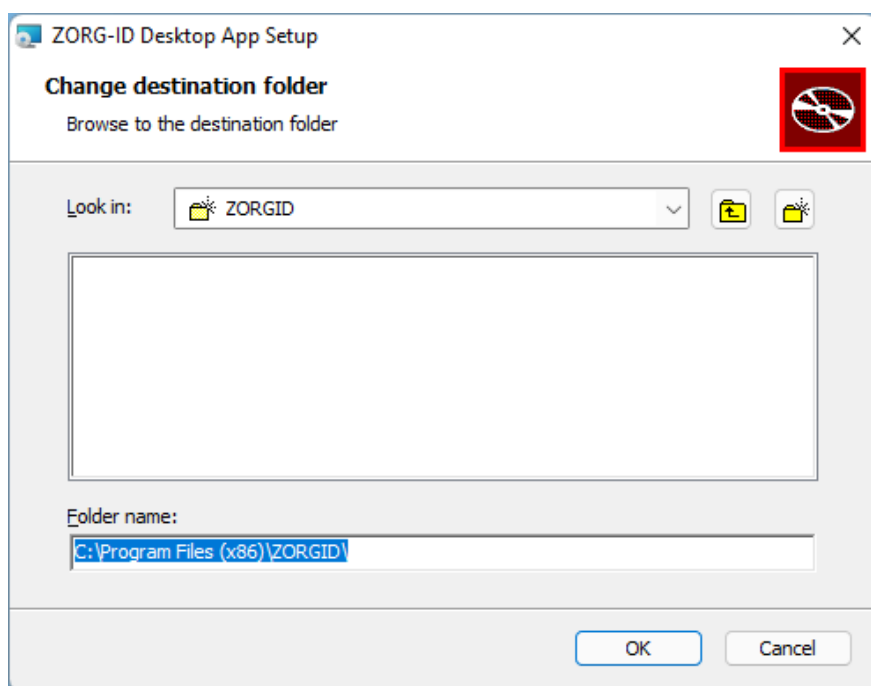 ZORG-ID Desktop App Setup
Change destination folder
Browse to the destination folder
Look in:
ZORGID
Folder name:
C:\Program Files (x86)\ZORGID\
OK
Cancel